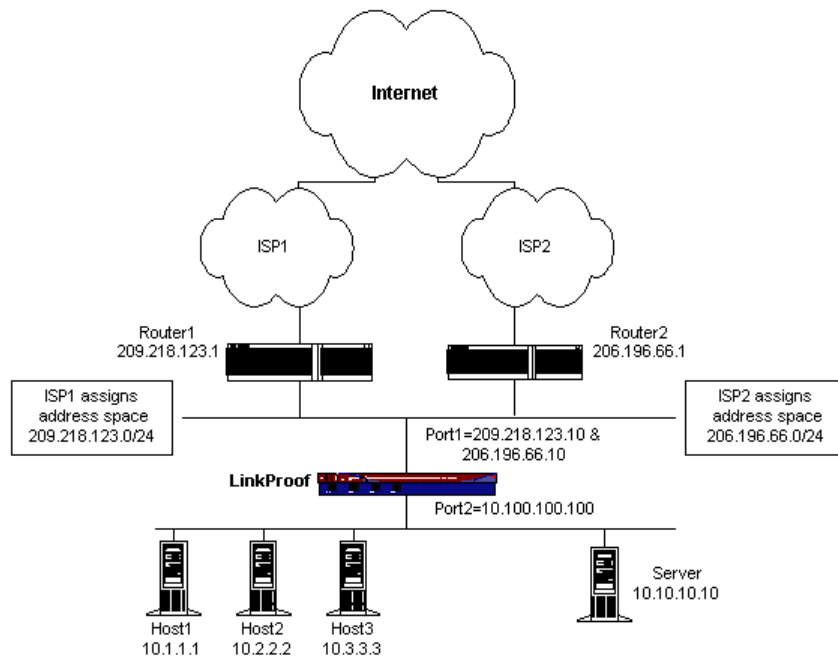 Internet
ISP1
ISP2
Router1
209.218.123.1
Router2
206.196.66.1
ISP1 assigns
address space
209.218.123.0/24
ISP2 assigns
address space
206.196.66.0/24
Port1=209.218.123.10 &
206.196.66.10
LinkProof
Port2=10.100.100.100
Host1
10.1.1.1
Host2
10.2.2.2
Host3
10.3.3.3
Server
10.10.10.10